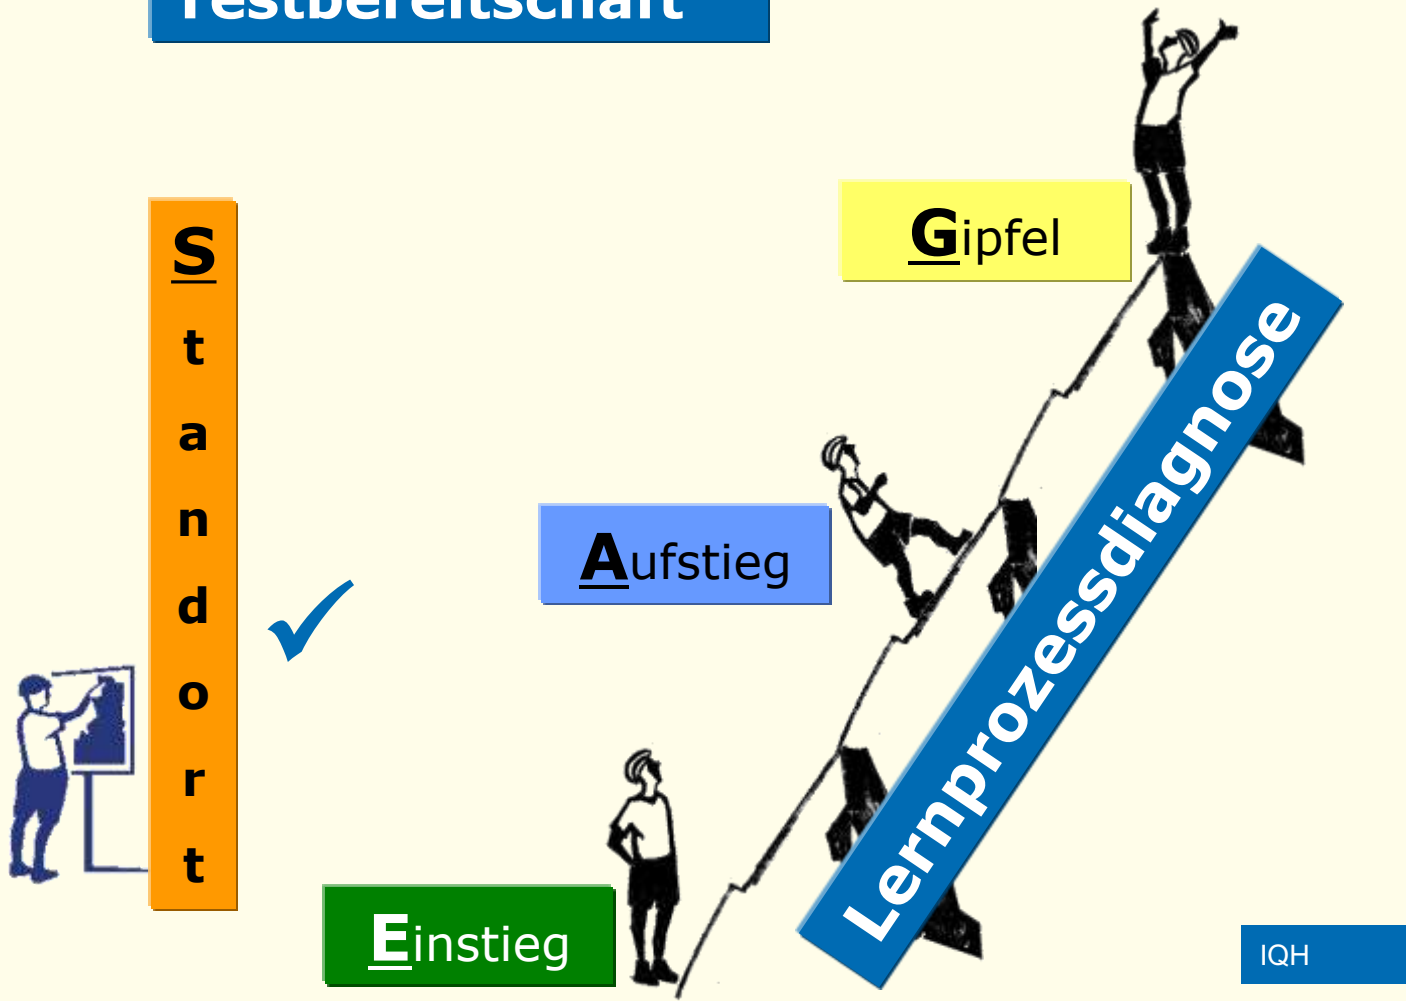 Testbereitschaft
Gipfel
Standort
Aufstieg
Lernprozessdiagnose
Einstieg
IQH